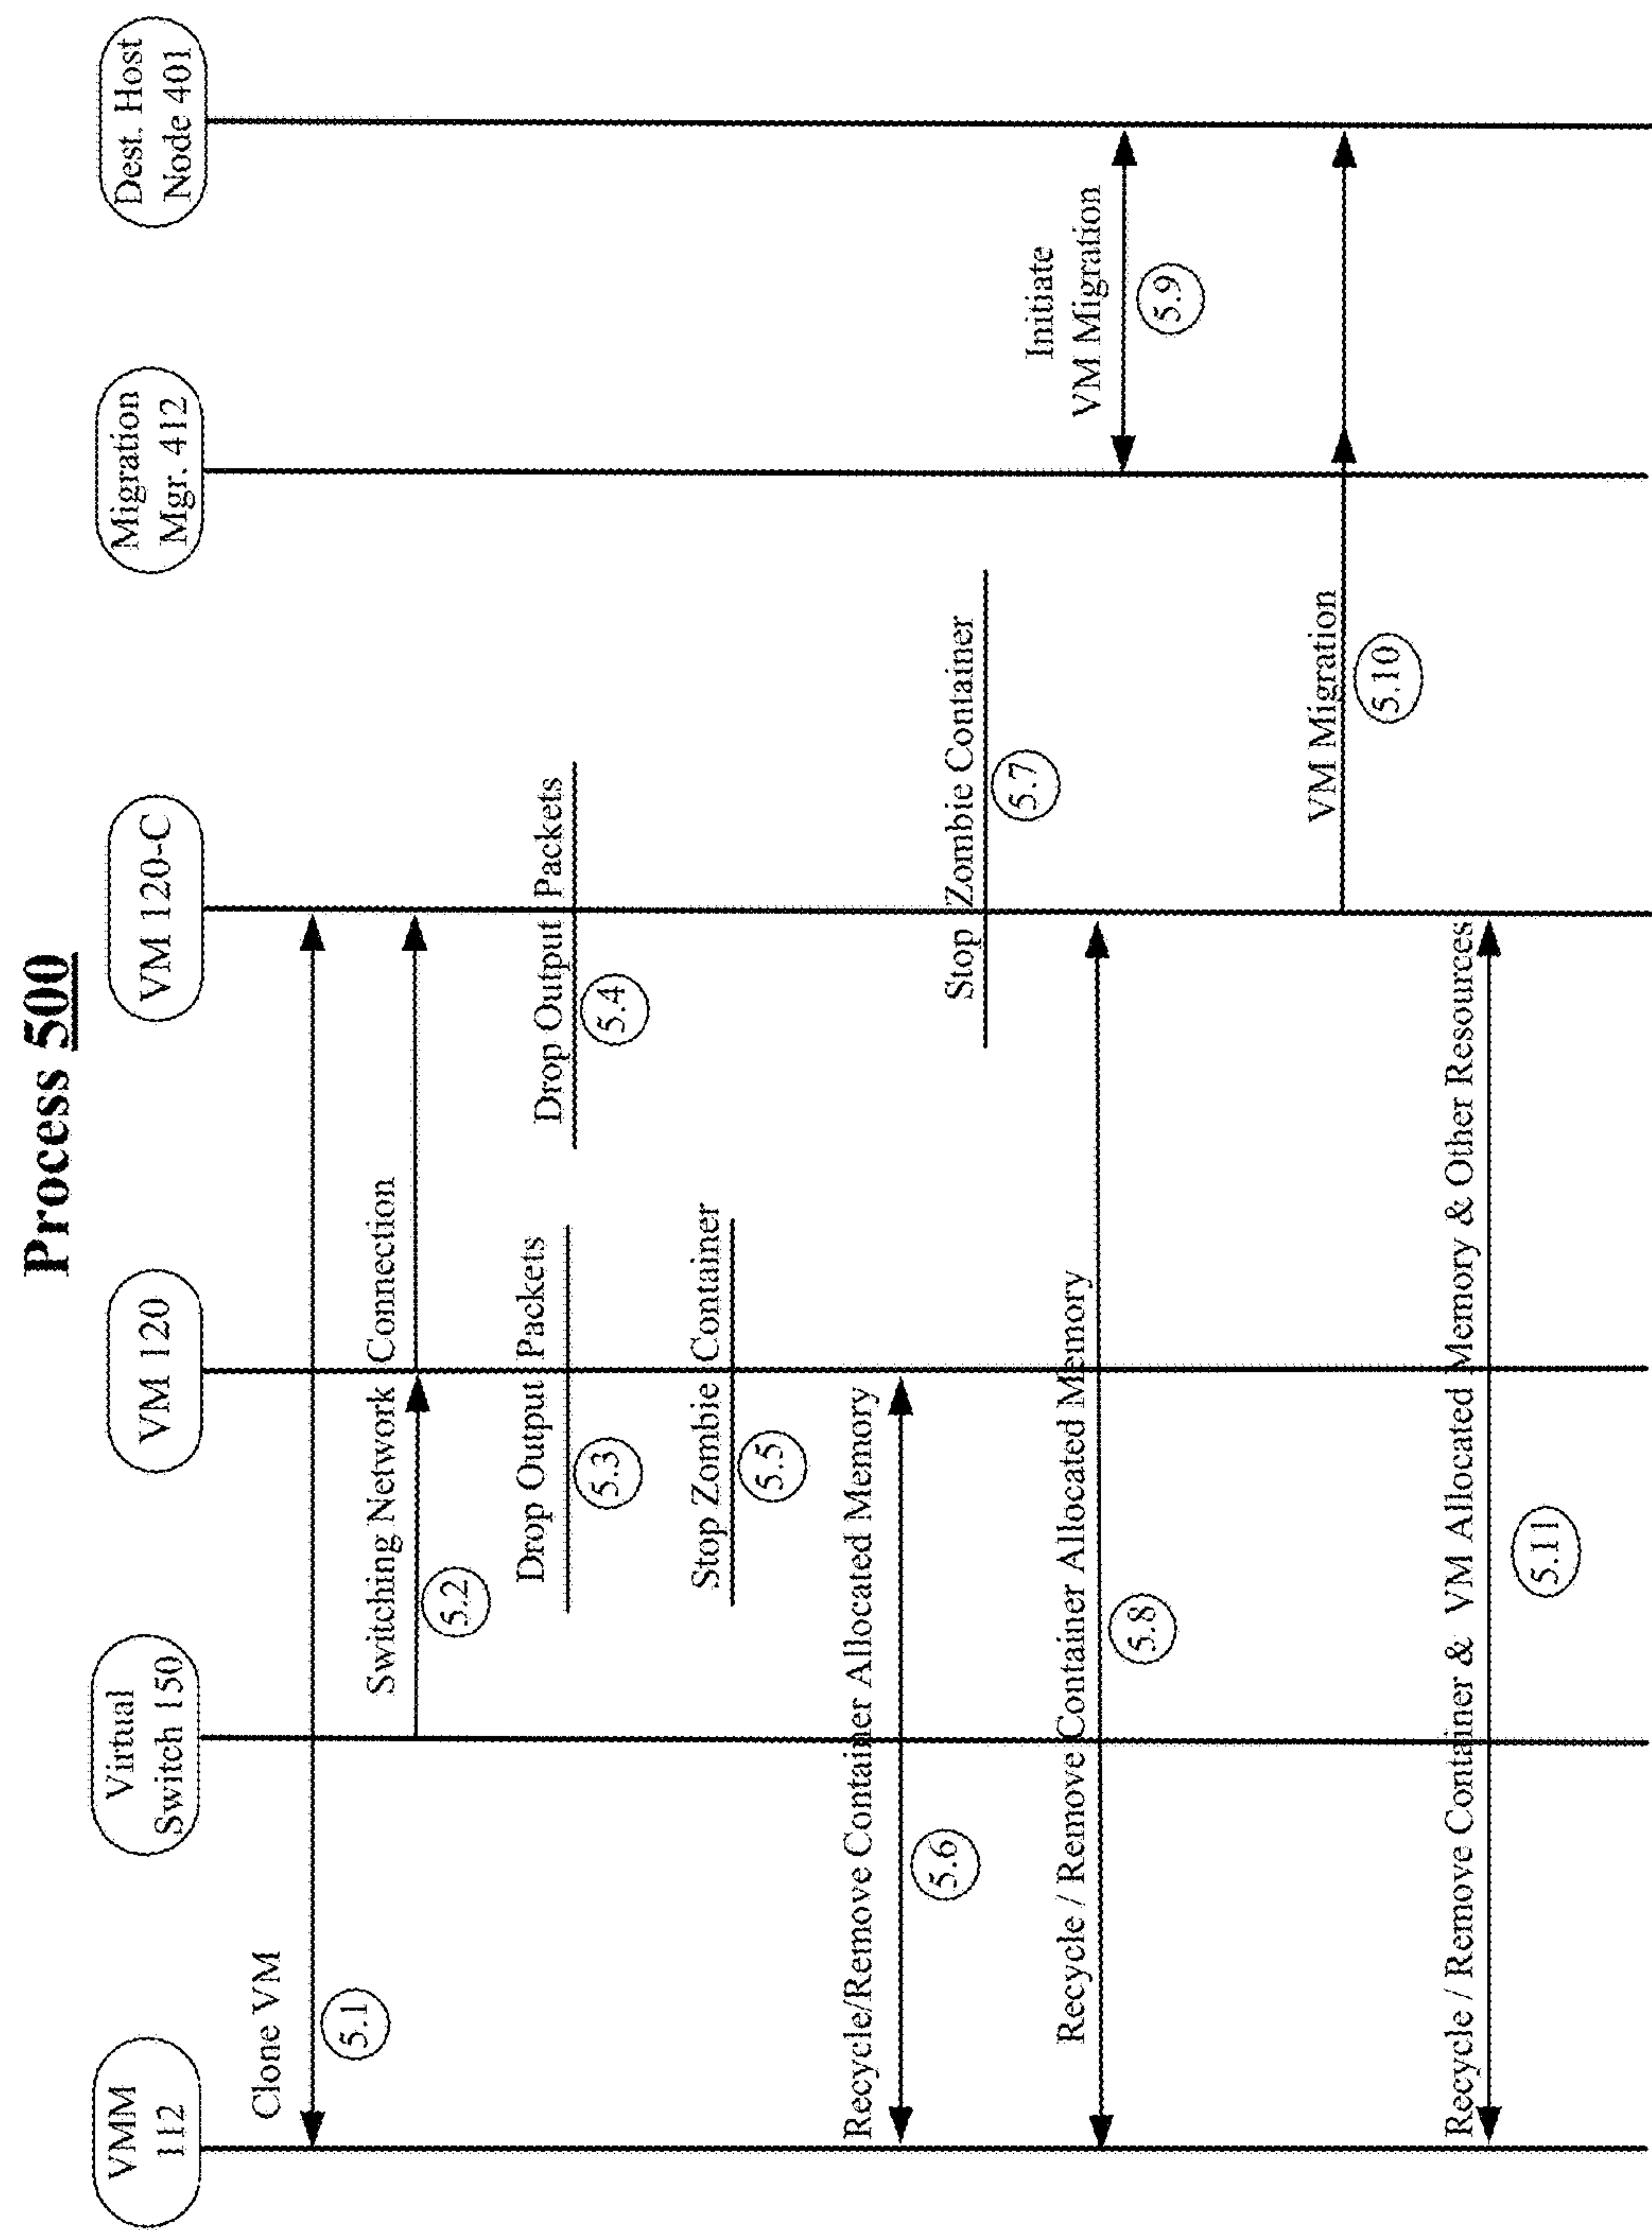 Process 500
VMM
112
Virtual
Switch 150
VM 120
VM 120-C
Migration
Mgr. 412
Dest. Host
Node 401
Clone VM
5.1
Switching Network Connection
5.2
Drop Output Packets
5.3
Drop Output Packets
5.4
Stop Zombie Container
5.5
Recycle/Remove Container Allocated Memory
5.6
Stop Zombie Container
5.7
Recycle / Remove Container Allocated Memory
5.8
Initiate
VM Migration
5.9
VM Migration
5.10
Recycle / Remove Container & VM Allocated Memory & Other Resources
5.11